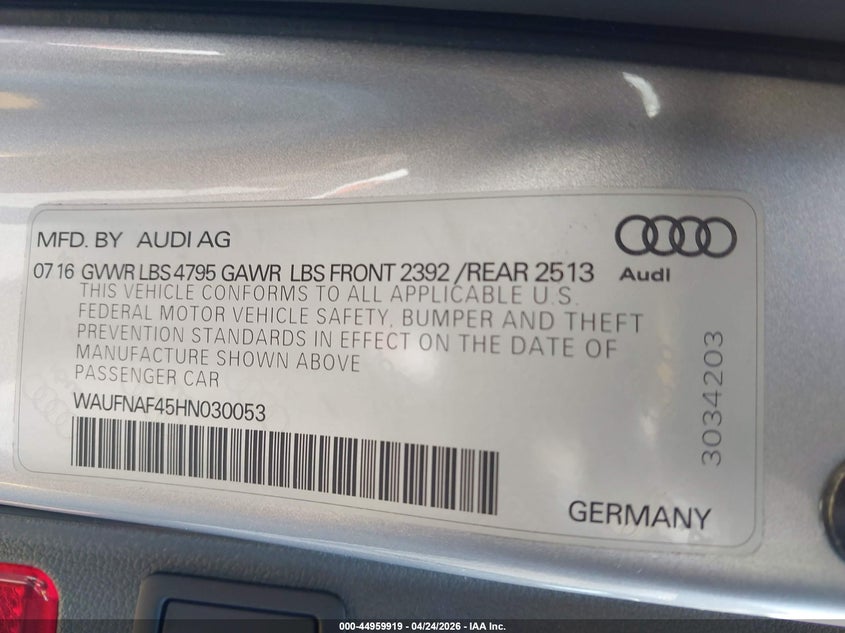 MFD. BY AUDI AG
07 16 GVWR LBS 4795 GAWR LBS FRONT 2392 /REAR 2513
THIS VEHICLE CONFORMS TO ALL APPLICABLE U.S.
FEDERAL MOTOR VEHICLE SAFETY, BUMPER AND THEFT
PREVENTION STANDARDS IN EFFECT ON THE DATE OF
MANUFACTURE SHOWN ABOVE
PASSENGER CAR
WAUFNAF45HN030053
Audi
3034203
GERMANY
000-44959919 - 04/24/2026 - IAA Inc.